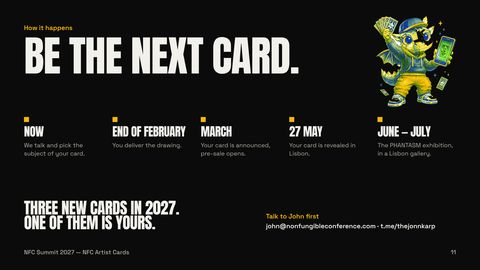 How it happens
BE THE NEXT CARD.
NOW
We talk and pick the
subject of your card.
END OF FEBRUARY
You deliver the drawing.
MARCH
Your card is announced,
pre-sale opens.
27 MAY
Your card is revealed in
Lisbon.
JUNE — JULY
The PHANTASM exhibition,
in a Lisbon gallery.
THREE NEW CARDS IN 2027.
ONE OF THEM IS YOURS.
Talk to John first
john@nonfungibleconference.com · t.me/thejonnkarp
NFC Summit 2027 — NFC Artist Cards
11